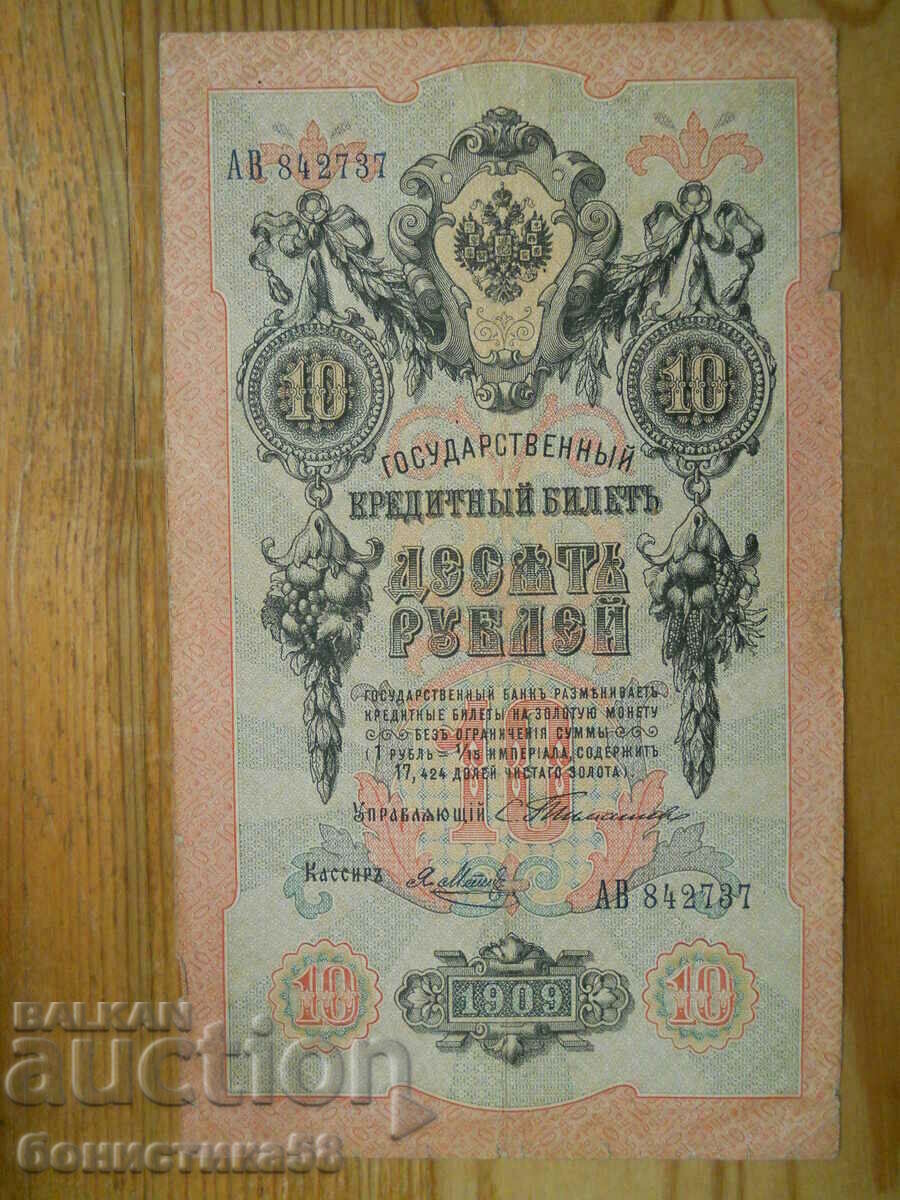 АВ 842737
10 10
ГОСУДАРСТВЕННЫЙ
КРЕДИТНЫЙ БИЛЕТЪ
ДЕСЯТЬ
РУБЛЕЙ
ГОСУДАРСТВЕННЫЙ БАНКЪ РАЗМѢНИВАЕТЪ
КРЕДИТНЫЕ БИЛЕТЫ НА ЗОЛОТУЮ МОНЕТУ
БЕЗЪ ОГРАНИЧЕНІЯ СУММЫ
(1 РУБЛЬ = 1/15 ИМПЕРІАЛА, СОДЕРЖИТЪ
17,424 ДОЛЕЙ ЧИСТАГО ЗОЛОТА).
10
УПРАВЛЯЮЩІЙ С. Тимашев
Кассиръ
АВ 842737
10 1909 10
BALKAN
auction
бонистика58